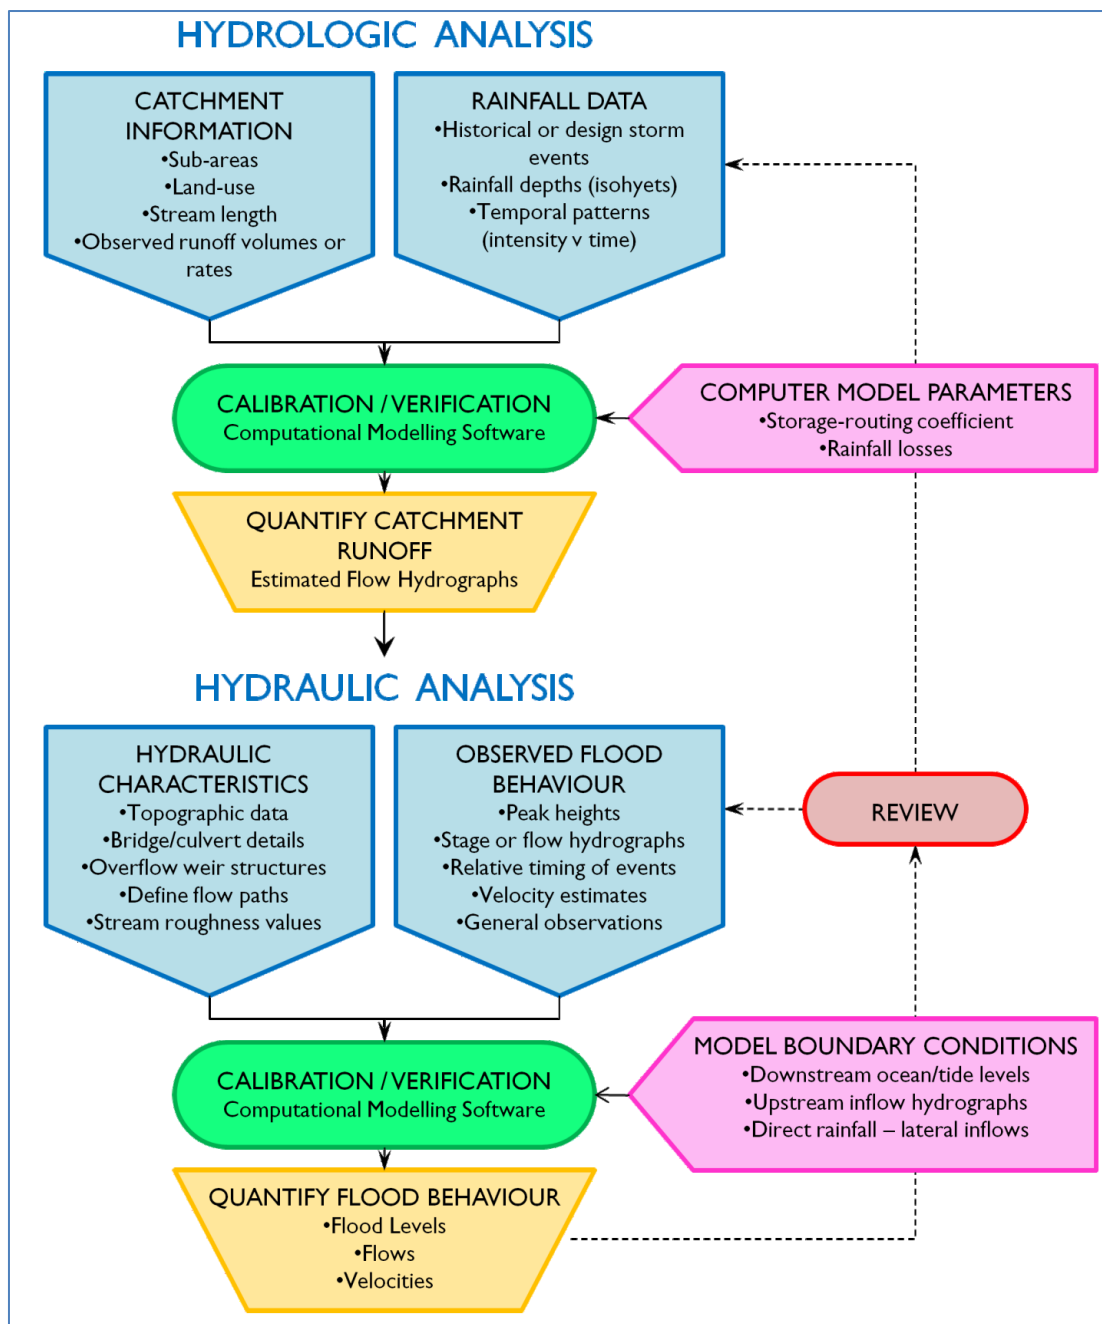 HYDROLOGIC ANALYSIS
CATCHMENT
INFORMATION
•Sub-areas
•Land-use
•Stream length
•Observed runoff volumes or
rates
RAINFALL DATA
•Historical or design storm
events
•Rainfall depths (isohyets)
•Temporal patterns
(intensity v time)
CALIBRATION / VERIFICATION
Computational Modelling Software
COMPUTER MODEL PARAMETERS
•Storage-routing coefficient
•Rainfall losses
QUANTIFY CATCHMENT
RUNOFF
Estimated Flow Hydrographs
HYDRAULIC ANALYSIS
HYDRAULIC
CHARACTERISTICS
•Topographic data
•Bridge/culvert details
•Overflow weir structures
•Define flow paths
•Stream roughness values
OBSERVED FLOOD
BEHAVIOUR
•Peak heights
•Stage or flow hydrographs
•Relative timing of events
•Velocity estimates
•General observations
REVIEW
CALIBRATION / VERIFICATION
Computational Modelling Software
MODEL BOUNDARY CONDITIONS
•Downstream ocean/tide levels
•Upstream inflow hydrographs
•Direct rainfall – lateral inflows
QUANTIFY FLOOD BEHAVIOUR
•Flood Levels
•Flows
•Velocities